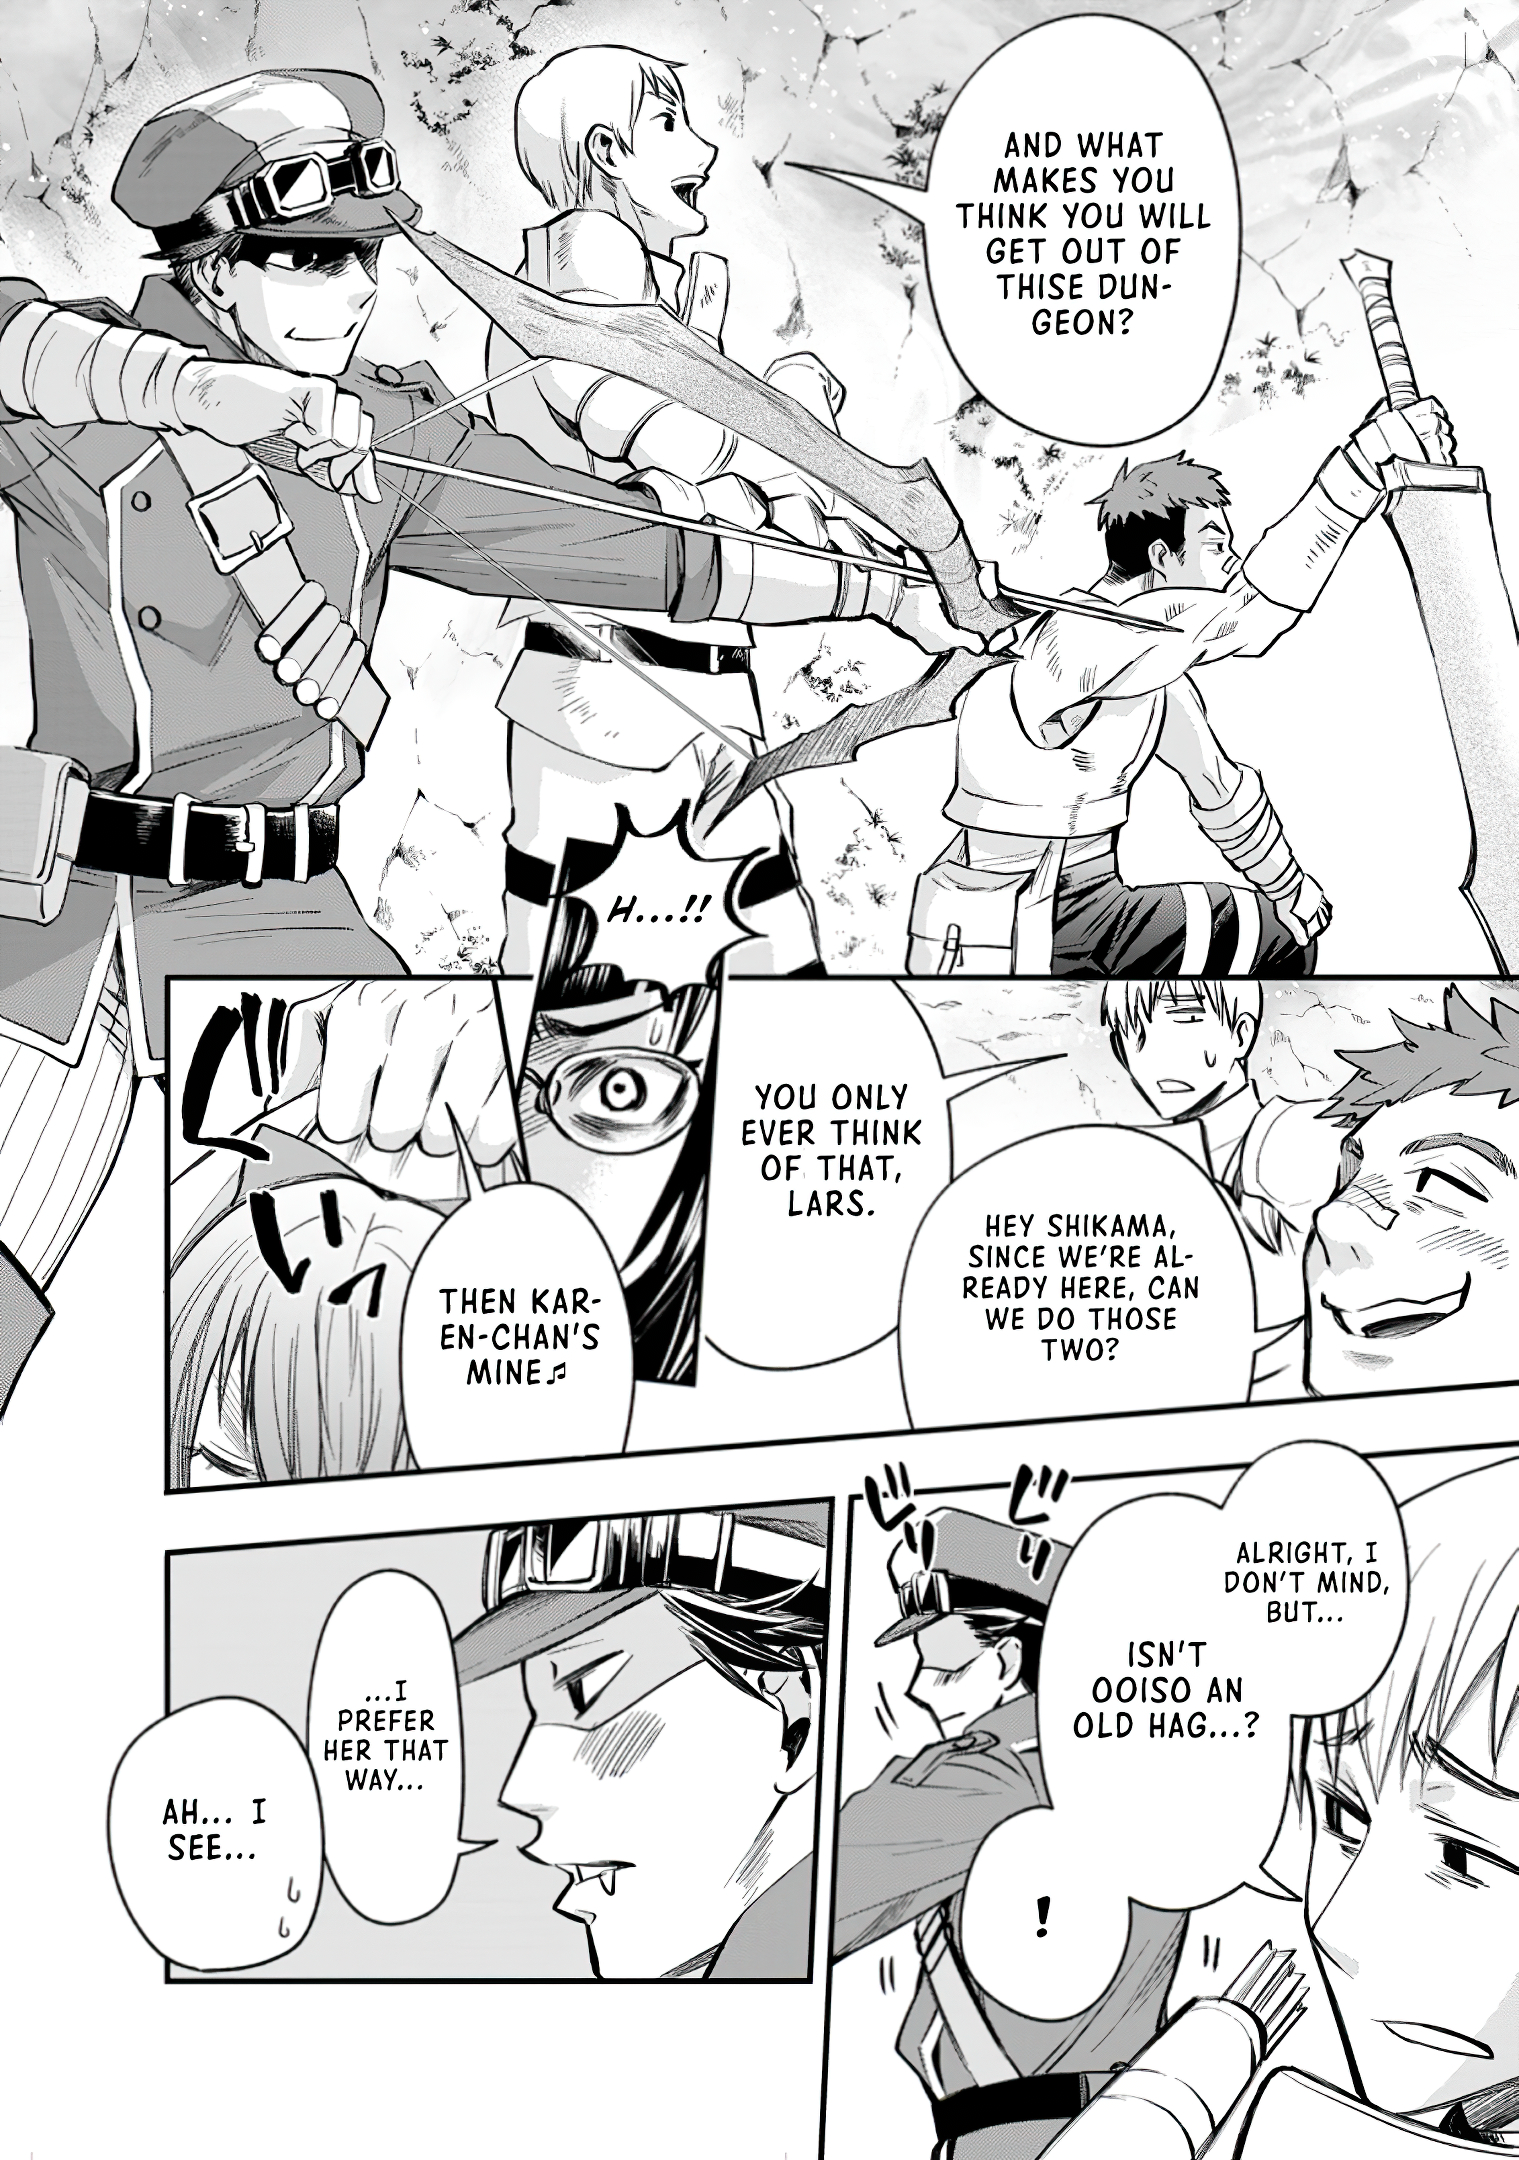 AND WHAT
MAKES YOU
THINK YOU WILL
GET OUT OF
THISE DUN-
GEON?
H...!!
HEY SHIKAMA,
SINCE WE'RE AL-
READY HERE, CAN
WE DO THOSE
TWO?
YOU ONLY
EVER THINK
OF THAT,
LARS.
THEN KAR-
EN-CHAN'S
MINE♫
ALRIGHT, I
DON'T MIND,
BUT...
ISN'T
OOISO AN
OLD HAG...?
!
...I
PREFER
HER THAT
WAY...
AH... I
SEE...